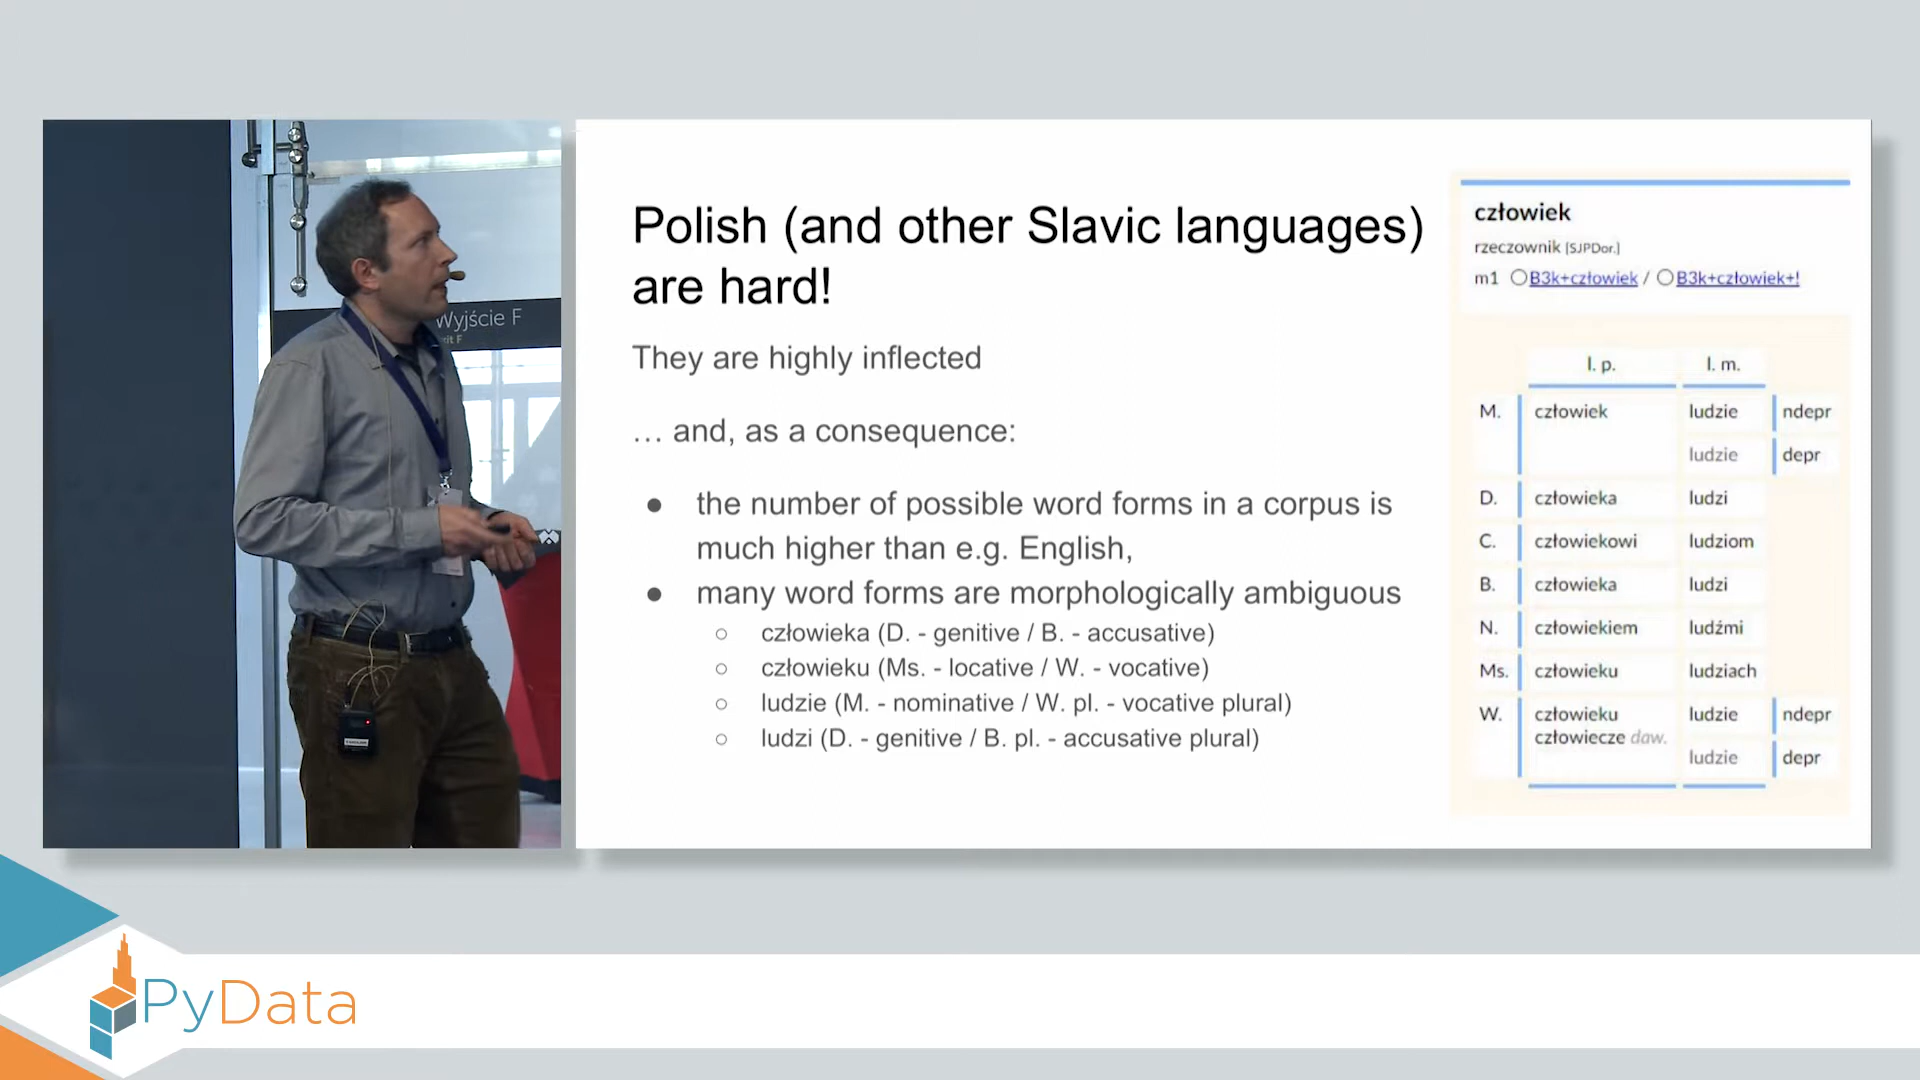 Wyjście F
xit F
Polish (and other Slavic languages)
are hard!
They are highly inflected
… and, as a consequence:
● the number of possible word forms in a corpus is
much higher than e.g. English,
● many word forms are morphologically ambiguous
○ człowieka (D. - genitive / B. - accusative)
○ człowieku (Ms. - locative / W. - vocative)
○ ludzie (M. - nominative / W. pl. - vocative plural)
○ ludzi (D. - genitive / B. pl. - accusative plural)
człowiek
rzeczownik [SJPDor.]
m1 ○B3k+człowiek / ○B3k+człowiek+!
l. p. l. m.
M. człowiek ludzie ndepr
ludzie depr
D. człowieka ludzi
C. człowiekowi ludziom
B. człowieka ludzi
N. człowiekiem ludźmi
Ms. człowieku ludziach
W. człowieku ludzie ndepr
człowiecze daw.
ludzie depr
PyData